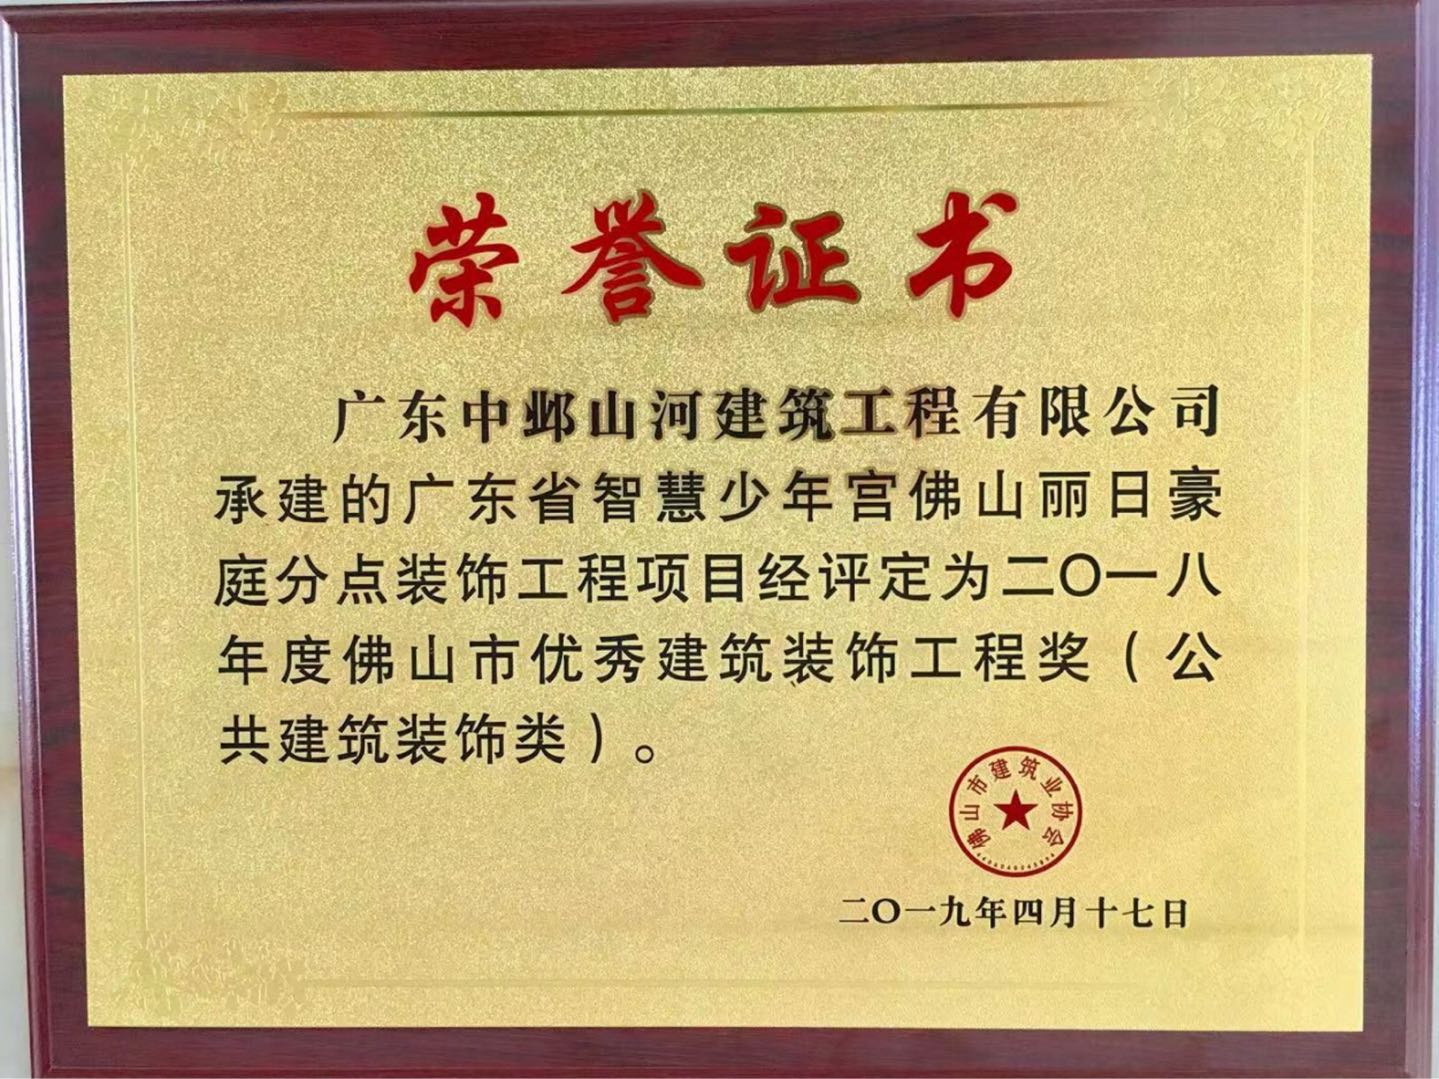 荣誉证书
广东中邺山河建筑工程有限公司
承建的广东省智慧少年宫佛山丽日豪
庭分点装饰工程项目经评定为二〇一八
年度佛山市优秀建筑装饰工程奖（公
共建筑装饰类）。
佛山市建筑业协会
二〇一九年四月十七日